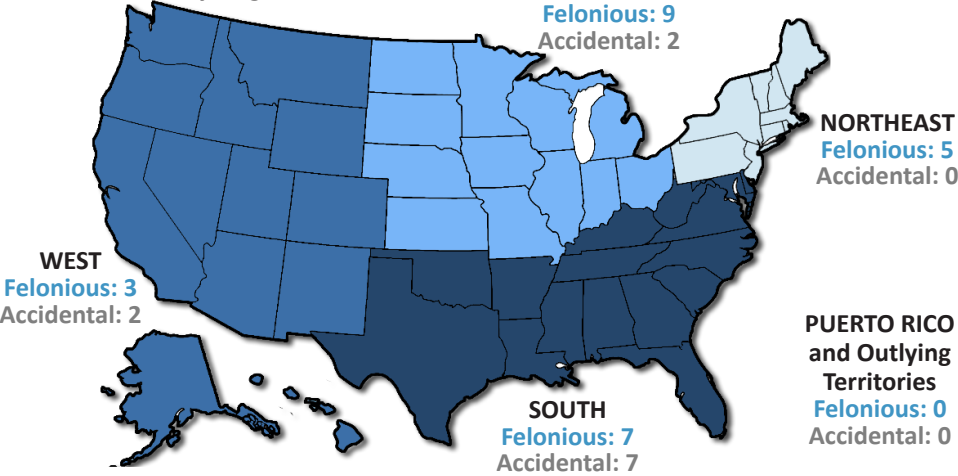 Felonious: 9
Accidental: 2
NORTHEAST
Felonious: 5
Accidental: 0
WEST
Felonious: 3
Accidental: 2
PUERTO RICO
and Outlying
Territories
Felonious: 0
Accidental: 0
SOUTH
Felonious: 7
Accidental: 7